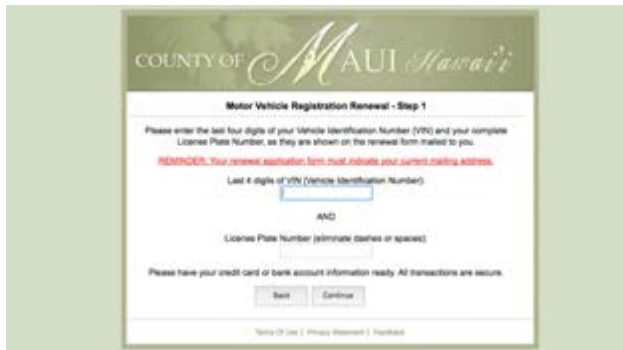 COUNTY OF MAUI Hawai'i
Motor Vehicle Registration Renewal - Step 1
Please enter the last four digits of your Vehicle Identification Number (VIN) and your complete
License Plate Number, as they are shown on the renewal form mailed to you.
REMINDER: Your renewal application form must indicate your current mailing address.
Last 4 digits of VIN (Vehicle Identification Number)
AND
License Plate Number (eliminate dashes or spaces)
Please have your credit card or bank account information ready. All transactions are secure.
Back Continue
Terms Of Use | Privacy Statement | Feedback